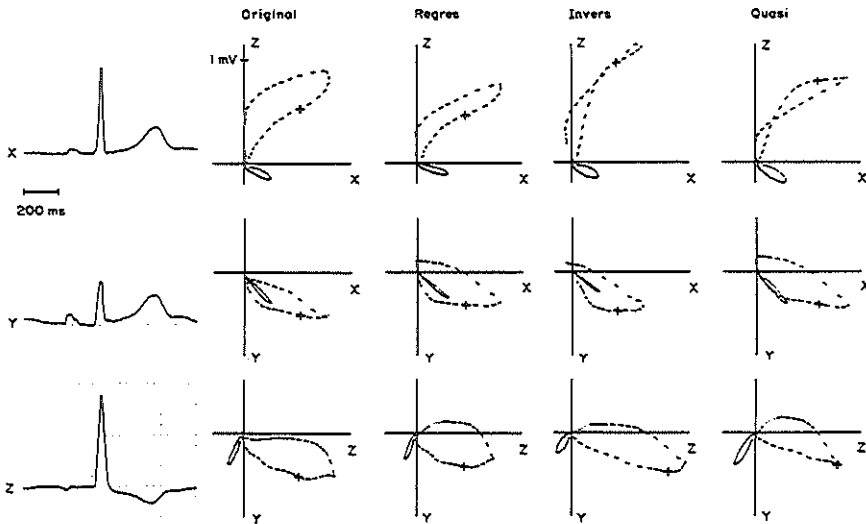 Original Regres Invers Quasi
Z Z Z Z
1 mV
X X X X X
200 ms
X X X X
Y
Y Y Y Y
Z Z Z Z
Z
Y Y Y Y